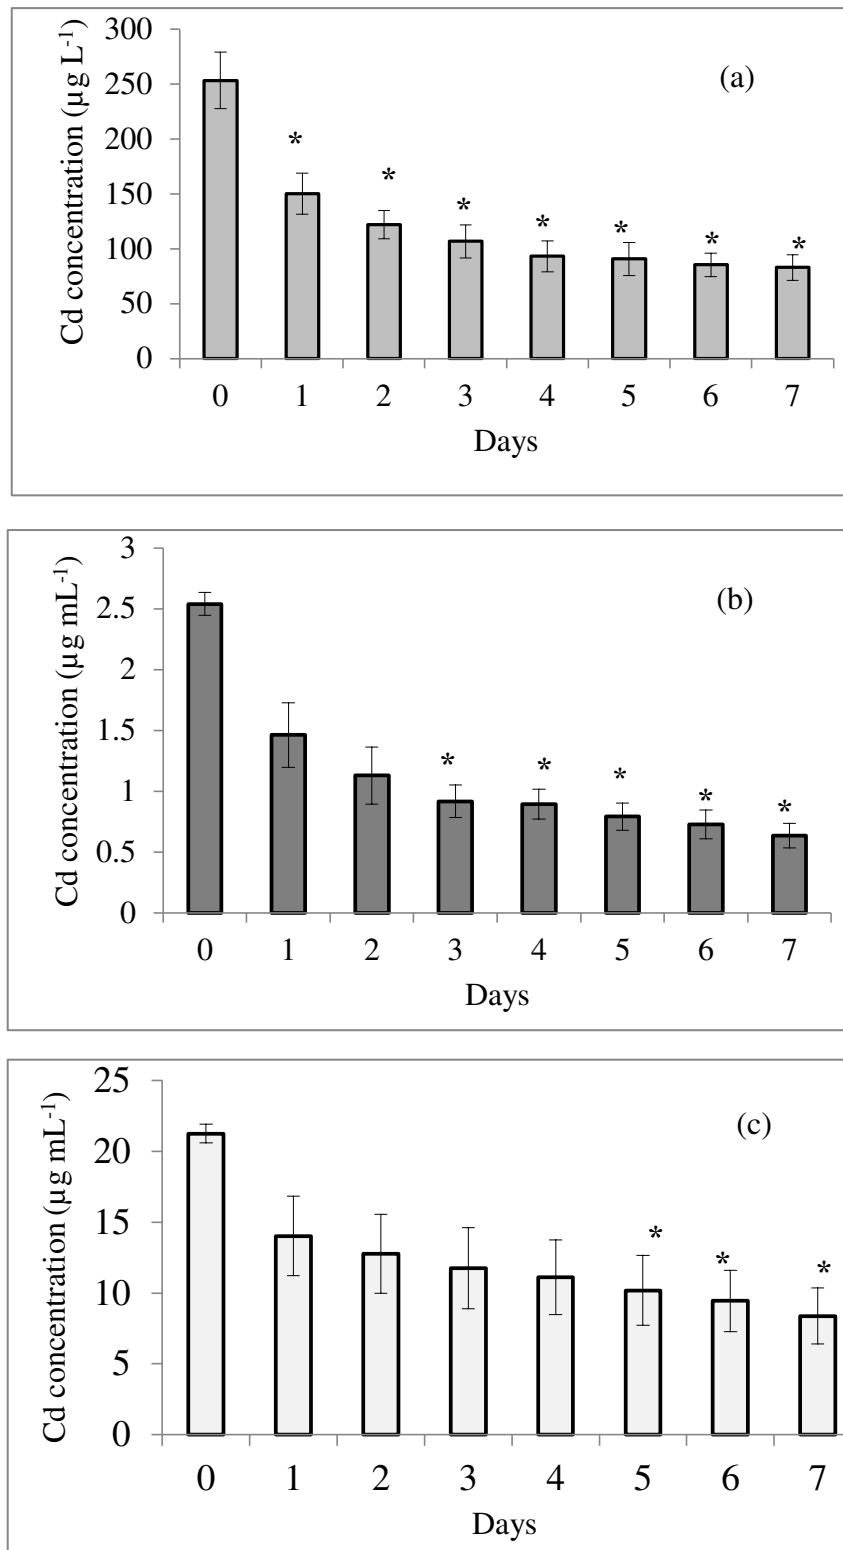 300
250
200
150
100
50
0
Cd concentration (µg L-1)
(a)
* * * * * * *
0 1 2 3 4 5 6 7
Days
3
2.5
2
1.5
1
0.5
0
Cd concentration (µg mL-1)
(b)
* * * * *
0 1 2 3 4 5 6 7
Days
25
20
15
10
5
0
Cd concentration (µg mL-1)
(c)
* * *
0 1 2 3 4 5 6 7
Days